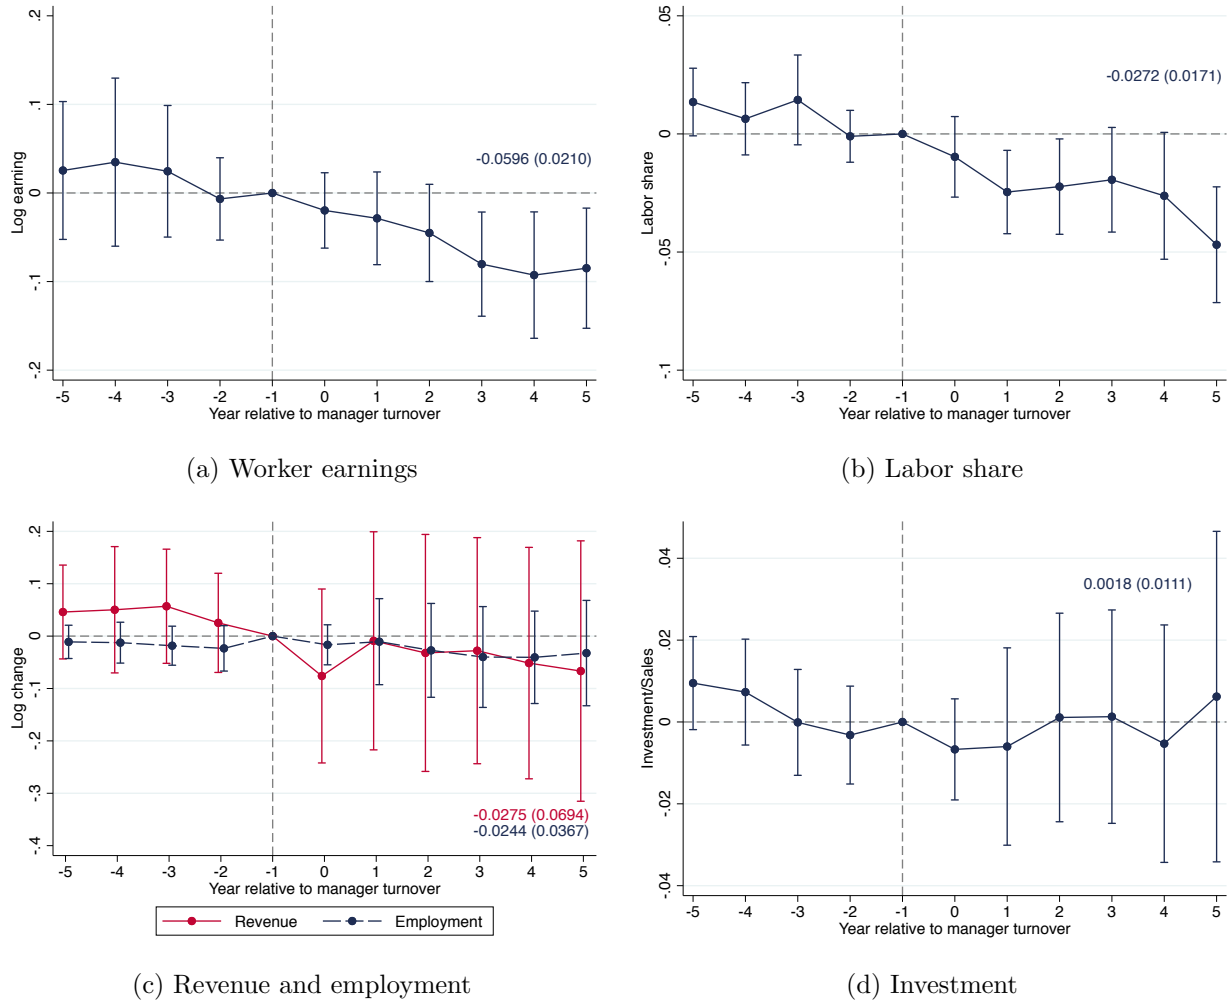 .2
.1
0
-.1
-.2
Log earning
-0.0596 (0.0210)
-5 -4 -3 -2 -1 0 1 2 3 4 5
Year relative to manager turnover
(a) Worker earnings
.05
0
-.05
-.1
Labor share
-0.0272 (0.0171)
-5 -4 -3 -2 -1 0 1 2 3 4 5
Year relative to manager turnover
(b) Labor share
.2
.1
0
-.1
-.2
-.3
-.4
Log change
-0.0275 (0.0694)
-0.0244 (0.0367)
-5 -4 -3 -2 -1 0 1 2 3 4 5
Year relative to manager turnover
Revenue Employment
(c) Revenue and employment
.04
.02
0
-.02
-.04
Investment/Sales
0.0018 (0.0111)
-5 -4 -3 -2 -1 0 1 2 3 4 5
Year relative to manager turnover
(d) Investment